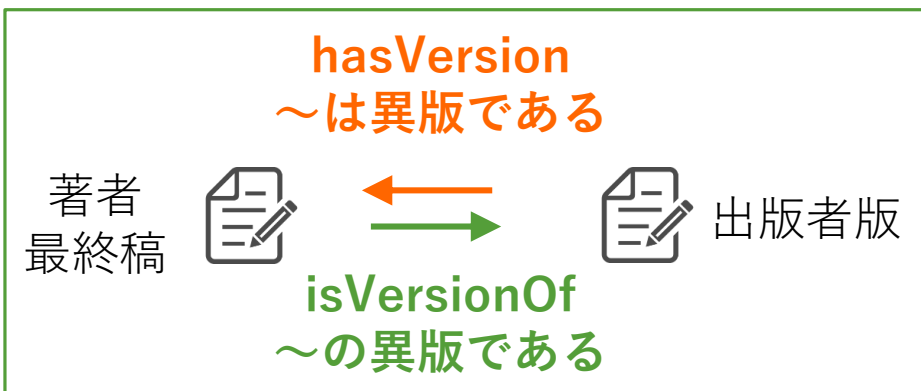 hasVersion
～は異版である
著者
最終稿
出版者版
isVersionOf
～の異版である